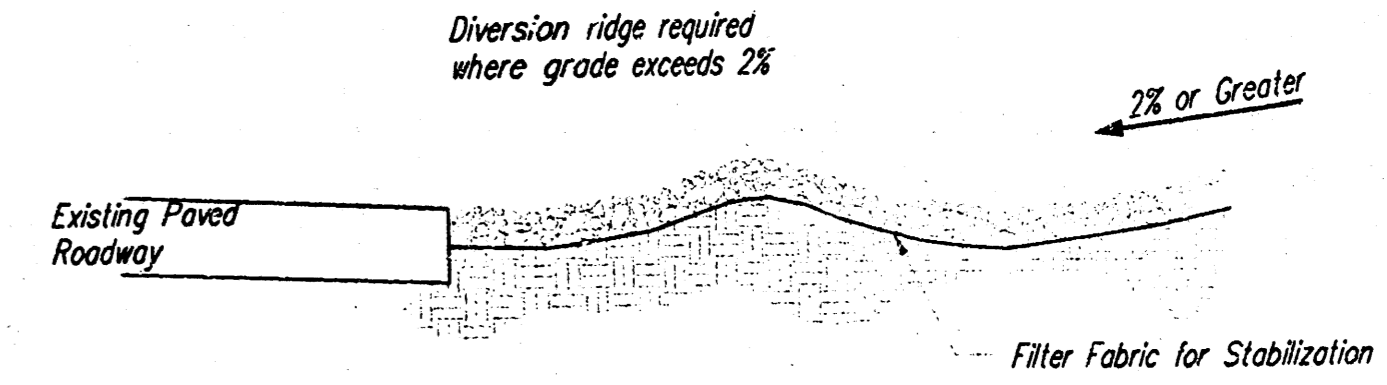 Diversion ridge required
where grade exceeds 2%
2% or Greater
Existing Paved
Roadway
Filter Fabric for Stabilization